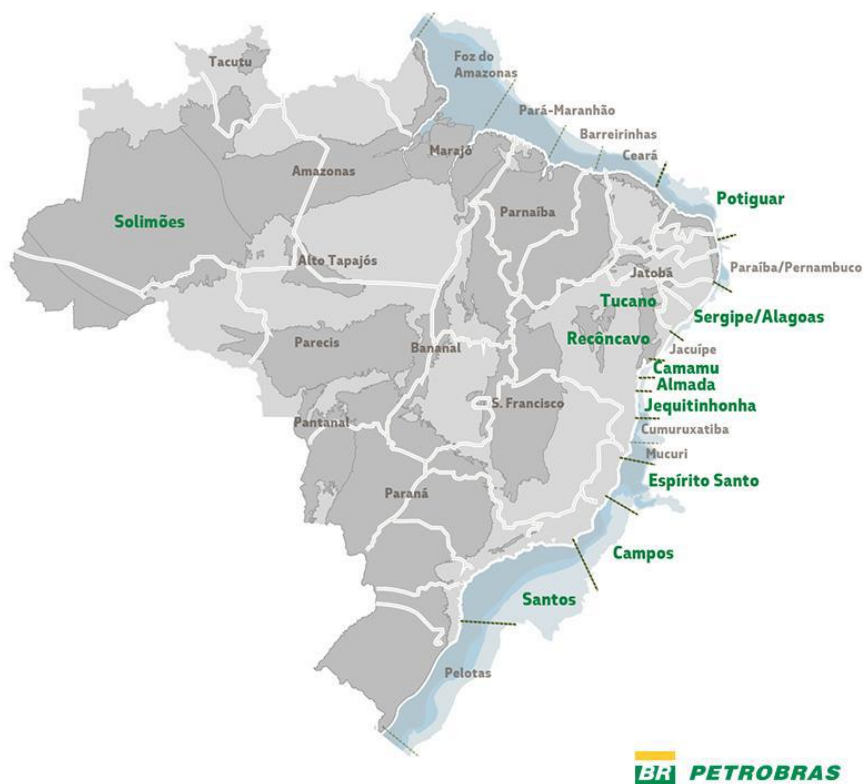 Foz do
Amazonas
Tacutu
Pará-Maranhão
Barreirinhas
Ceará
Marajó
Amazonas
Potiguar
Solimões
Parnaíba
Alto Tapajós
Jatobá
Paraíba/Pernambuco
Tucano
Sergipe/Alagoas
Recôncavo
Parecis
Bananal
Jacuípe
Camamu
Almada
S. Francisco
Jequitinhonha
Pantanal
Cumuruxatiba
Mucuri
Espírito Santo
Paraná
Campos
Santos
Pelotas
BR PETROBRAS